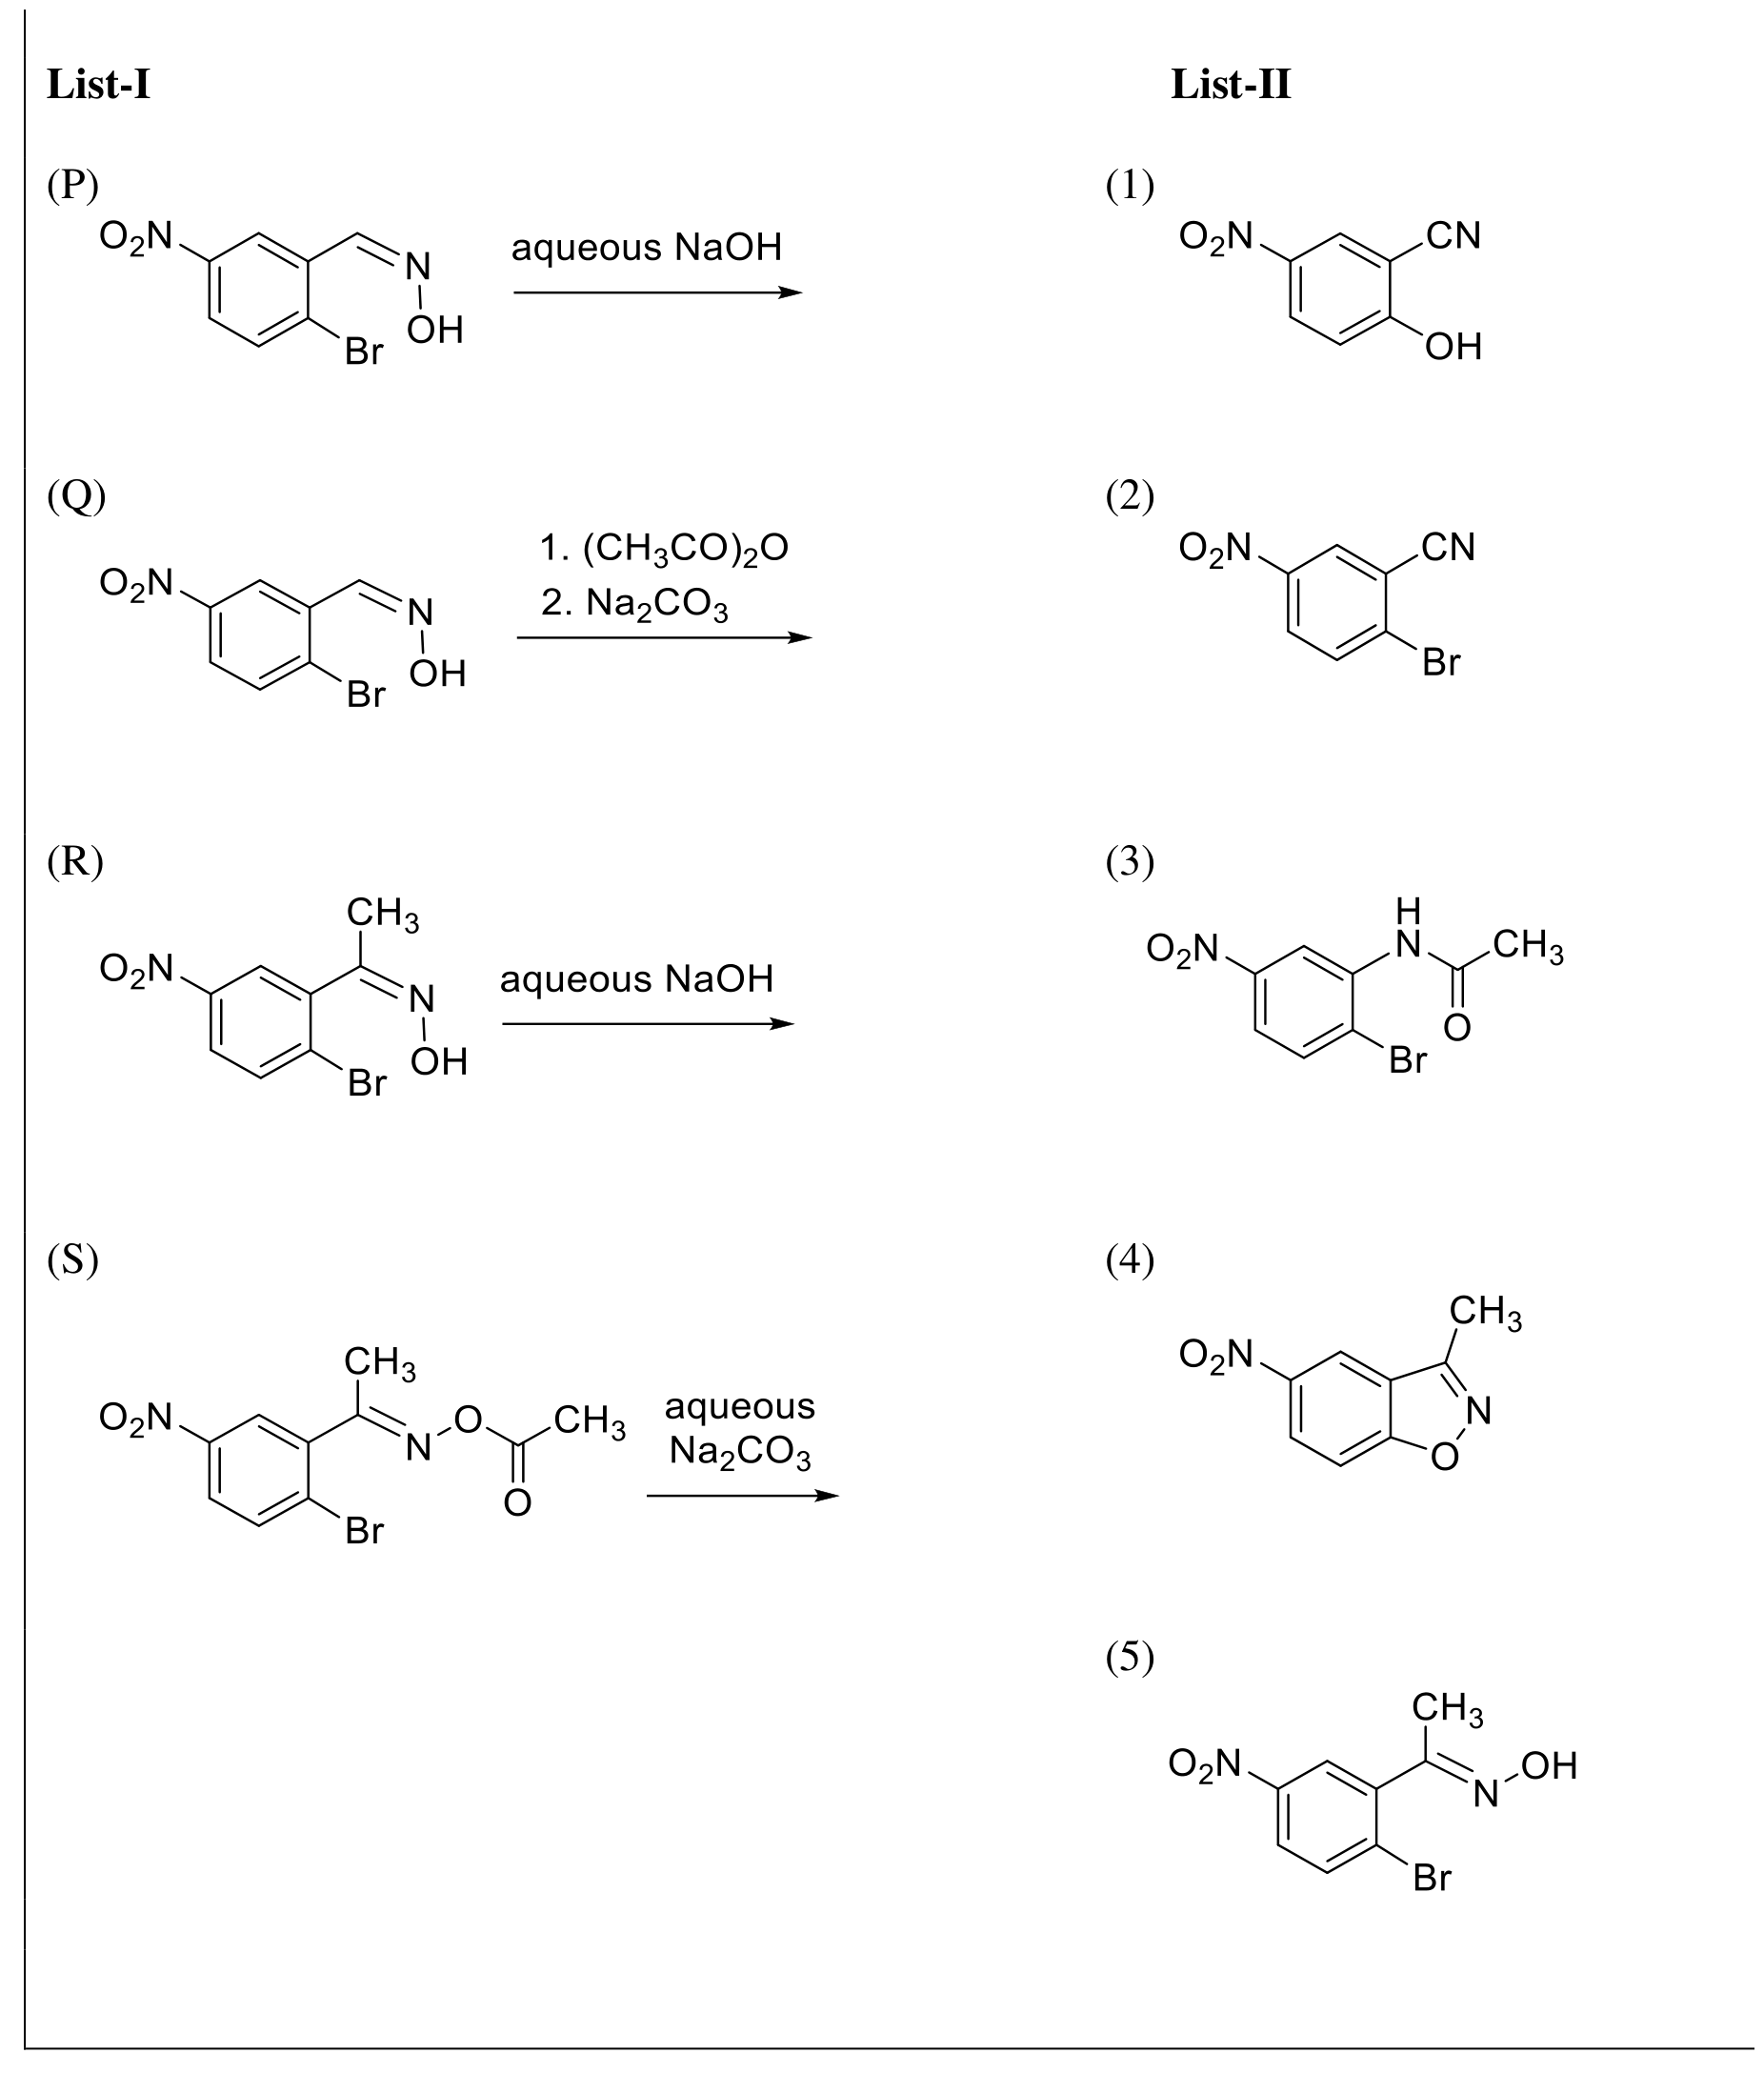 List-I List-II
(P) (1)
O2N N OH Br aqueous NaOH O2N CN OH
(Q) (2)
O2N N OH Br 1. (CH3CO)2O 2. Na2CO3 O2N CN Br
(R) (3)
CH3 O2N N OH Br aqueous NaOH O2N H N CH3 O Br
(S) (4)
CH3 O2N N O CH3 O Br aqueous Na2CO3 CH3 O2N N O
(5)
CH3 O2N N OH Br